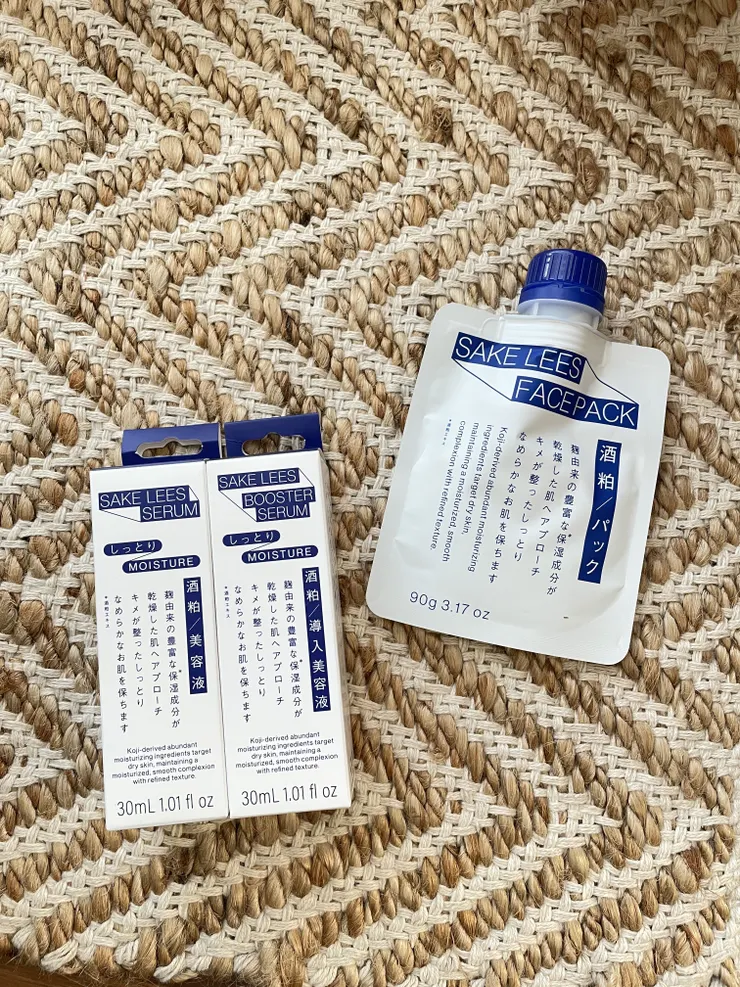 SAKE LEES
SERUM
しっとり
MOISTURE
酒粕/美容液
麹由来の豊富な*保湿成分が
乾燥した肌へアプローチ
キメが整ったしっとり
なめらかなお肌を保ちます
*酒粕エキス
Koji-derived abundant
moisturizing ingredients target
dry skin, maintaining a
moisturized, smooth complexion
with refined texture.
30mL 1.01 fl oz
SAKE LEES
BOOSTER
SERUM
しっとり
MOISTURE
酒粕/導入美容液
麹由来の豊富な*保湿成分が
乾燥した肌へアプローチ
キメが整ったしっとり
なめらかなお肌を保ちます
*酒粕エキス
Koji-derived abundant
moisturizing ingredients target
dry skin, maintaining a
moisturized, smooth complexion
with refined texture.
30mL 1.01 fl oz
SAKE LEES
FACEPACK
酒粕/パック
麹由来の豊富な*保湿成分が
乾燥した肌へアプローチ
キメが整ったしっとり
なめらかなお肌を保ちます
Koji-derived abundant moisturizing
ingredients target dry skin,
maintaining a moisturized, smooth
complexion with refined texture.
90g 3.17 oz